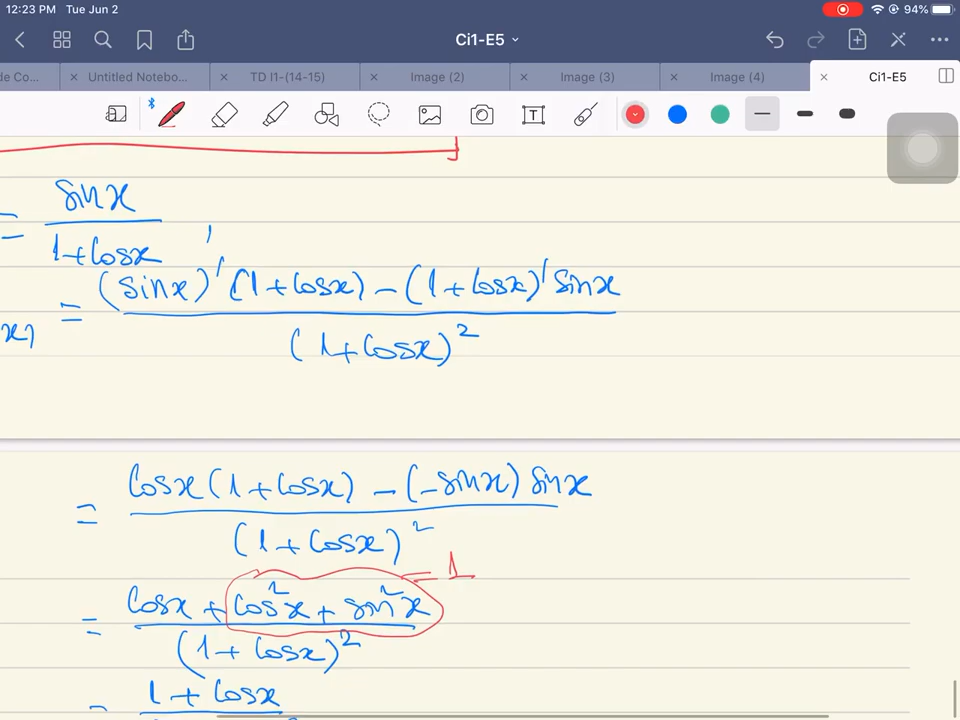 12:23 PM Tue Jun 2 94%
Ci1-E5
de Co... Untitled Notebo... TD I1-(14-15) Image (2) Image (3) Image (4) Ci1-E5
= sinx / 1+cosx ,
x) = (sinx)' (1+cosx) - (1+cosx)' sinx / (1+cosx)²
= cosx(1+cosx) - (-sinx) sinx / (1+cosx)²
= 1
= cosx + cos²x + sin²x / (1+cosx)²
= 1+cosx